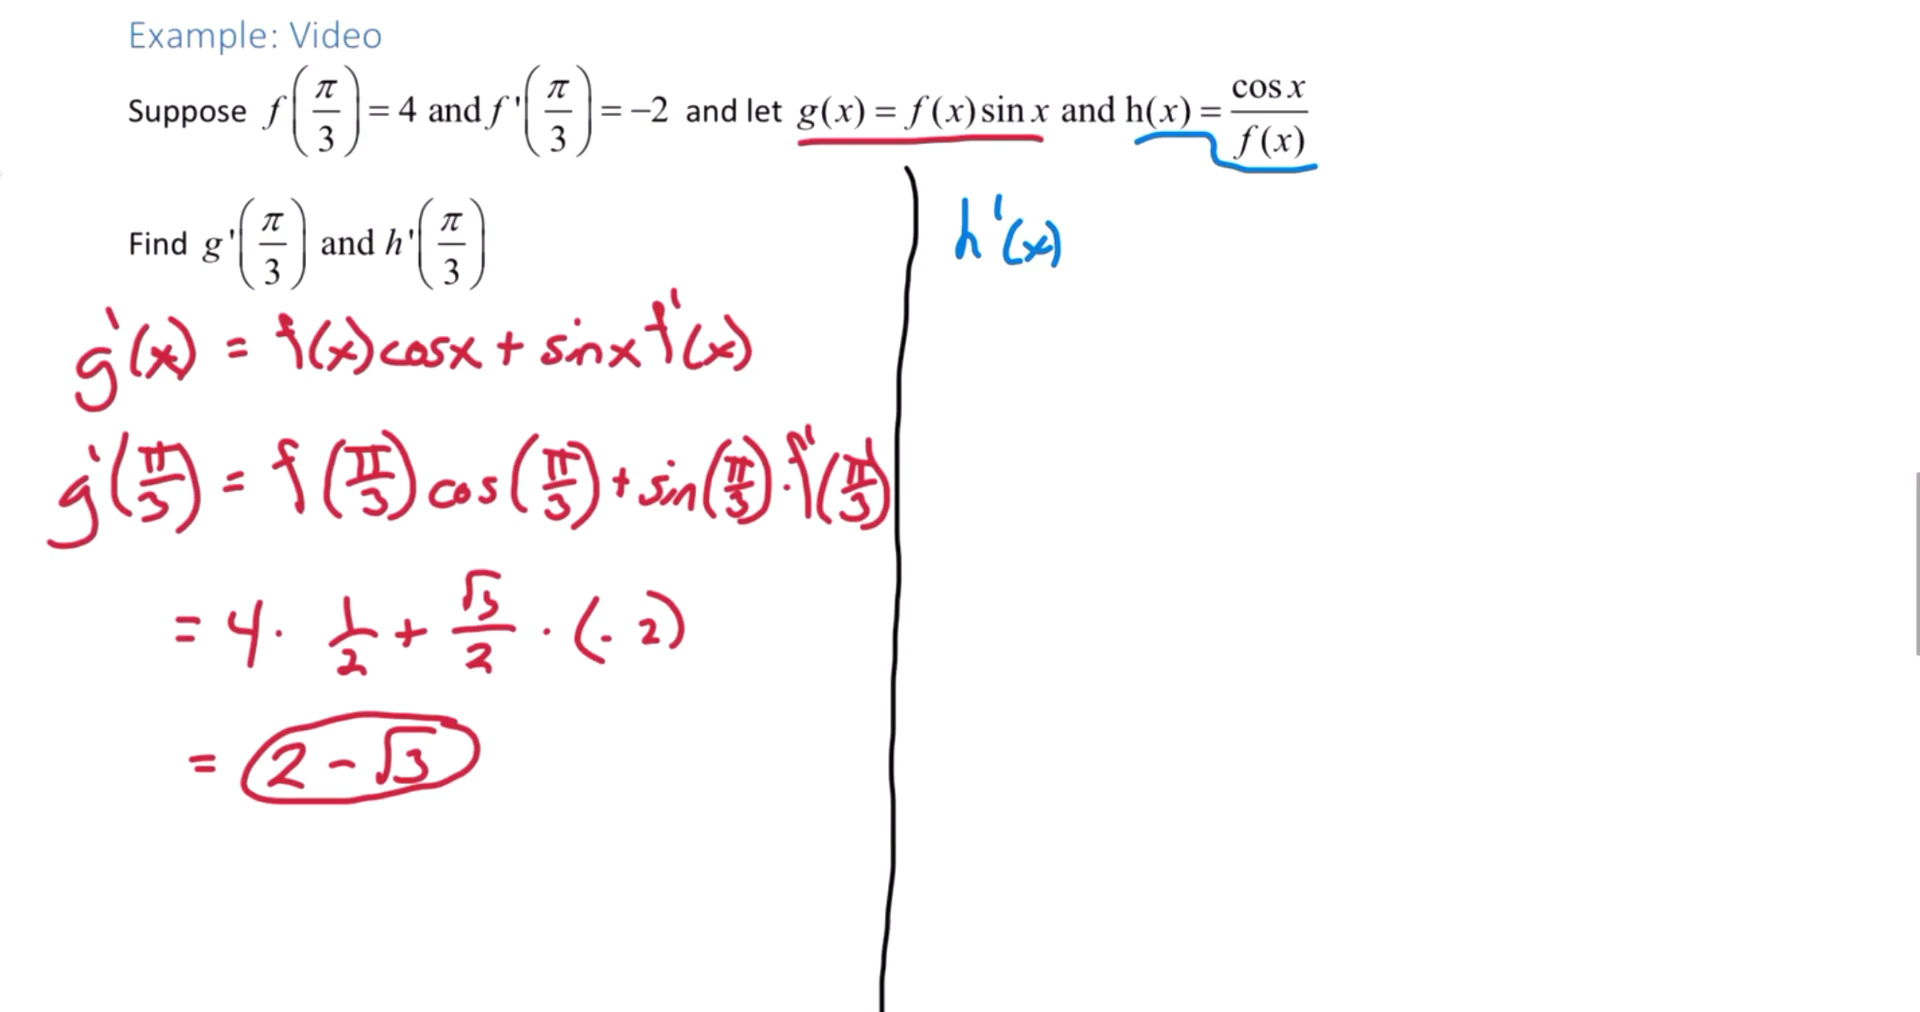 Example: Video
Suppose f(π/3) = 4 and f'(π/3) = −2 and let g(x) = f(x) sin x and h(x) = cos x / f(x)
Find g'(π/3) and h'(π/3)
h'(x)
g'(x) = f(x)cosx + sinx f'(x)
g'(π/3) = f(π/3) cos(π/3) + sin(π/3) · f'(π/3)
= 4 · 1/2 + √3/2 · (-2)
= 2 - √3